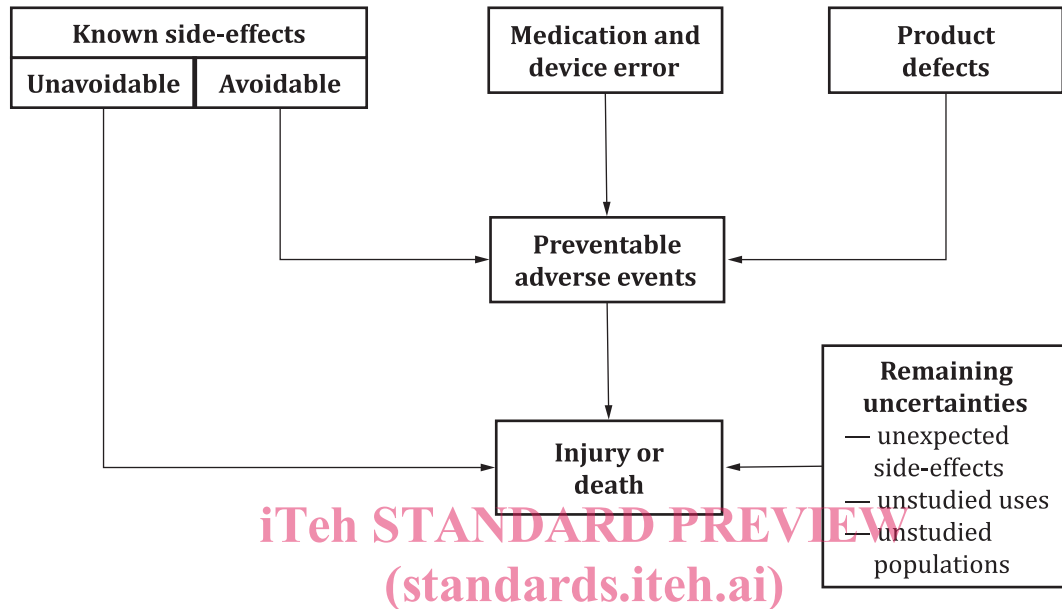 Known side-effects
Unavoidable
Avoidable
Medication and
device error
Product
defects
Preventable
adverse events
Injury or
death
Remaining
uncertainties
— unexpected
side-effects
— unstudied uses
— unstudied
populations
iTeh STANDARD PREVIEW
(standards.iteh.ai)